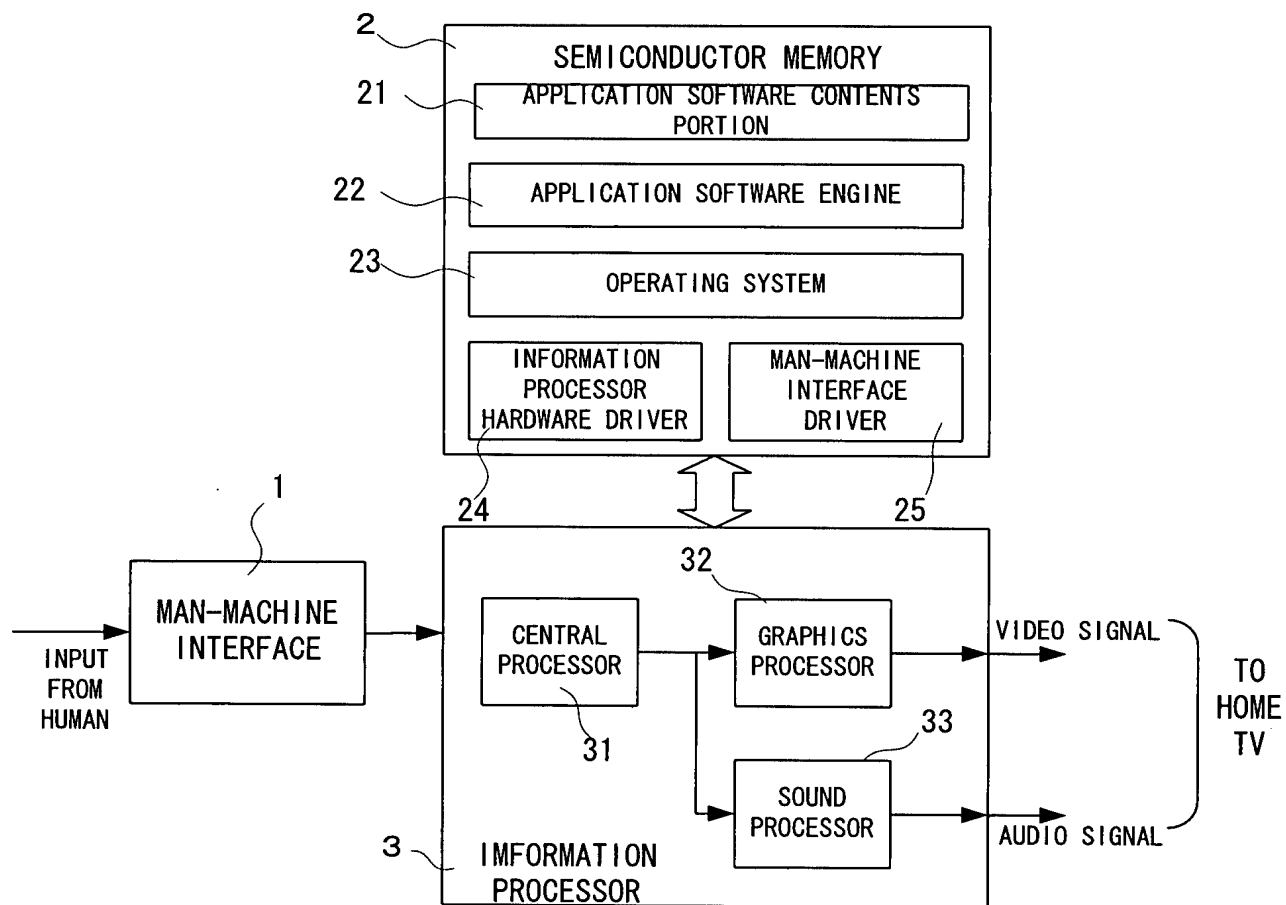 2
SEMICONDUCTOR MEMORY
21
APPLICATION SOFTWARE CONTENTS
PORTION
22
APPLICATION SOFTWARE ENGINE
23
OPERATING SYSTEM
INFORMATION
PROCESSOR
HARDWARE DRIVER
MAN-MACHINE
INTERFACE
DRIVER
24
25
1
MAN-MACHINE
INTERFACE
INPUT
FROM
HUMAN
CENTRAL
PROCESSOR
31
32
GRAPHICS
PROCESSOR
33
SOUND
PROCESSOR
3
IMFORMATION
PROCESSOR
VIDEO SIGNAL
AUDIO SIGNAL
TO
HOME
TV